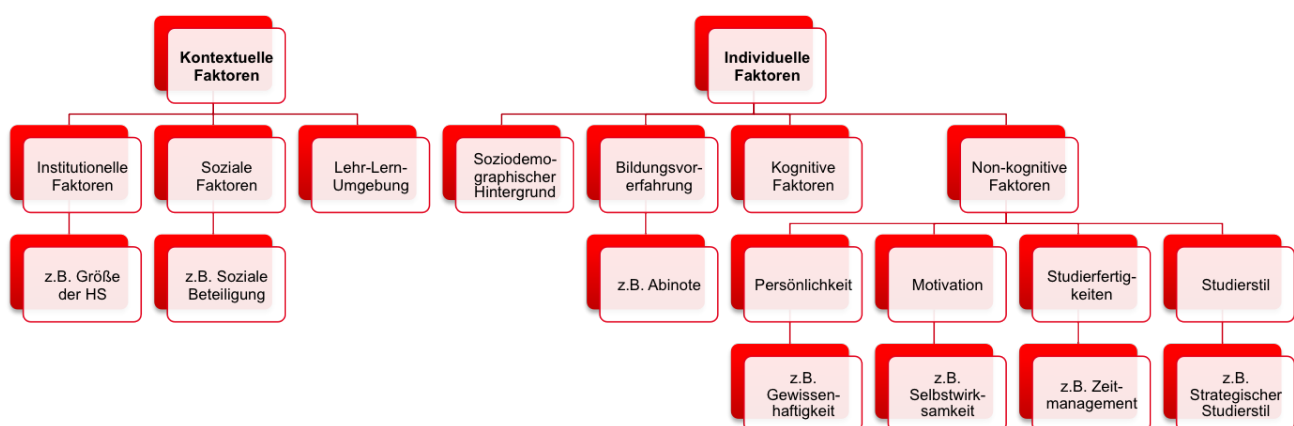 Kontextuelle
Faktoren
Individuelle
Faktoren
Institutionelle
Faktoren
Soziale
Faktoren
Lehr-Lern-
Umgebung
Soziodemo-
ographischer
Hintergrund
Bildungsvor-
erfahrung
Kognitive
Faktoren
Non-kognitive
Faktoren
z.B. Größe
der HS
z.B. Soziale
Beteiligung
z.B. Abinote
Persönlichkeit
Motivation
Studierfertig-
keiten
Studierstil
z.B.
Gewissen-
haftigkeit
z.B.
Selbstwirk-
samkeit
z.B. Zeit-
management
z.B.
Strategischer
Studierstil